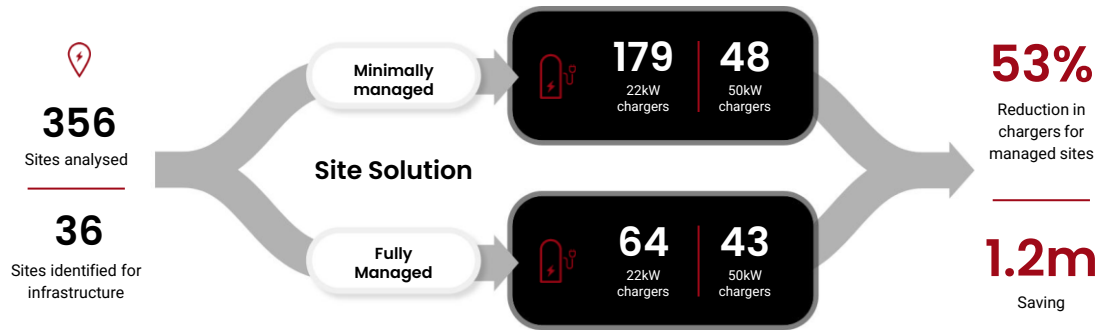 356
Sites analysed
36
Sites identified for
infrastructure
Site Solution
Minimally
managed
179
22kW
chargers
48
50kW
chargers
Fully
Managed
64
22kW
chargers
43
50kW
chargers
53%
Reduction in
chargers for
managed sites
1.2m
Saving